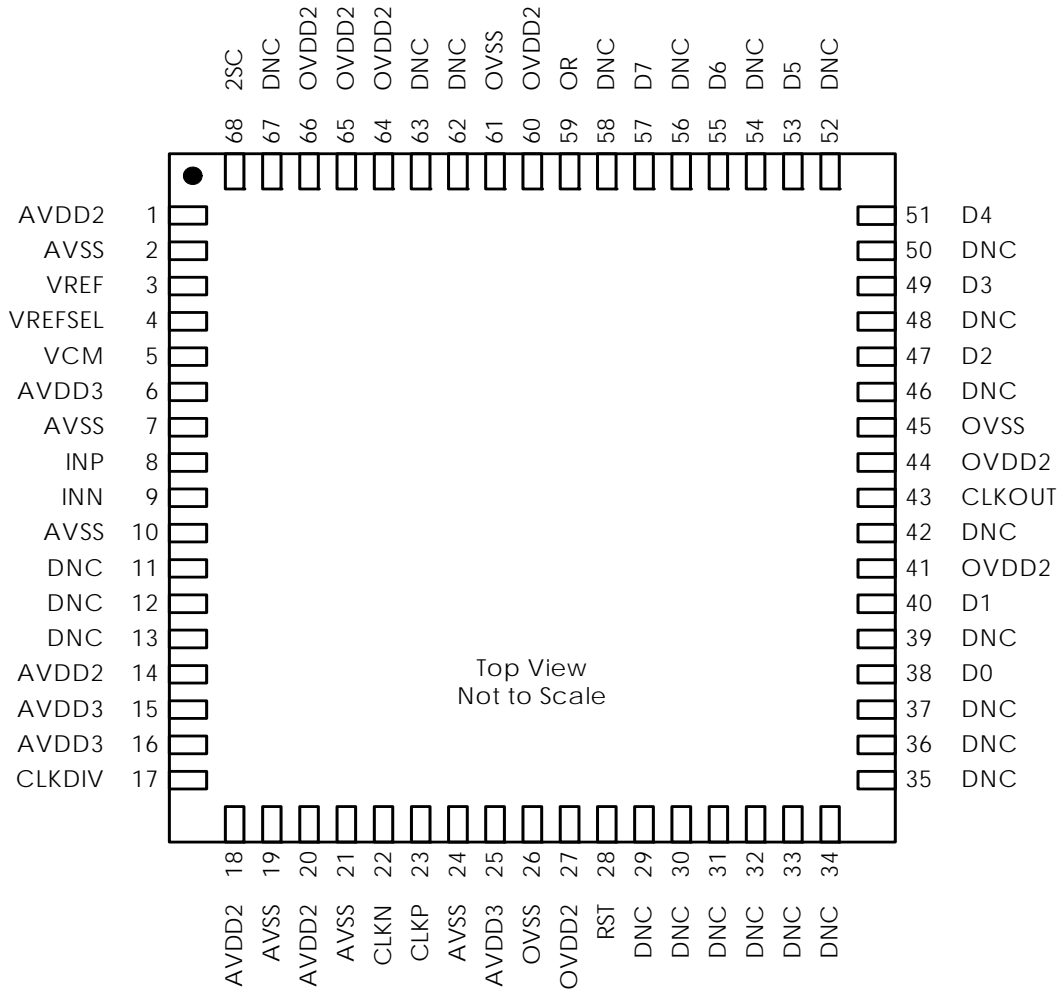 2SC 68
DNC 67
OVDD2 66
OVDD2 65
OVDD2 64
DNC 63
DNC 62
OVSS 61
OVDD2 60
OR 59
DNC 58
D7 57
DNC 56
D6 55
DNC 54
D5 53
DNC 52
AVDD2 1
AVSS 2
VREF 3
VREFSEL 4
VCM 5
AVDD3 6
AVSS 7
INP 8
INN 9
AVSS 10
DNC 11
DNC 12
DNC 13
AVDD2 14
AVDD3 15
AVDD3 16
CLKDIV 17
51 D4
50 DNC
49 D3
48 DNC
47 D2
46 DNC
45 OVSS
44 OVDD2
43 CLKOUT
42 DNC
41 OVDD2
40 D1
39 DNC
38 D0
37 DNC
36 DNC
35 DNC
Top View
Not to Scale
AVDD2 18
AVSS 19
AVDD2 20
AVSS 21
CLKN 22
CLKP 23
AVSS 24
AVDD3 25
OVSS 26
OVDD2 27
RST 28
DNC 29
DNC 30
DNC 31
DNC 32
DNC 33
DNC 34